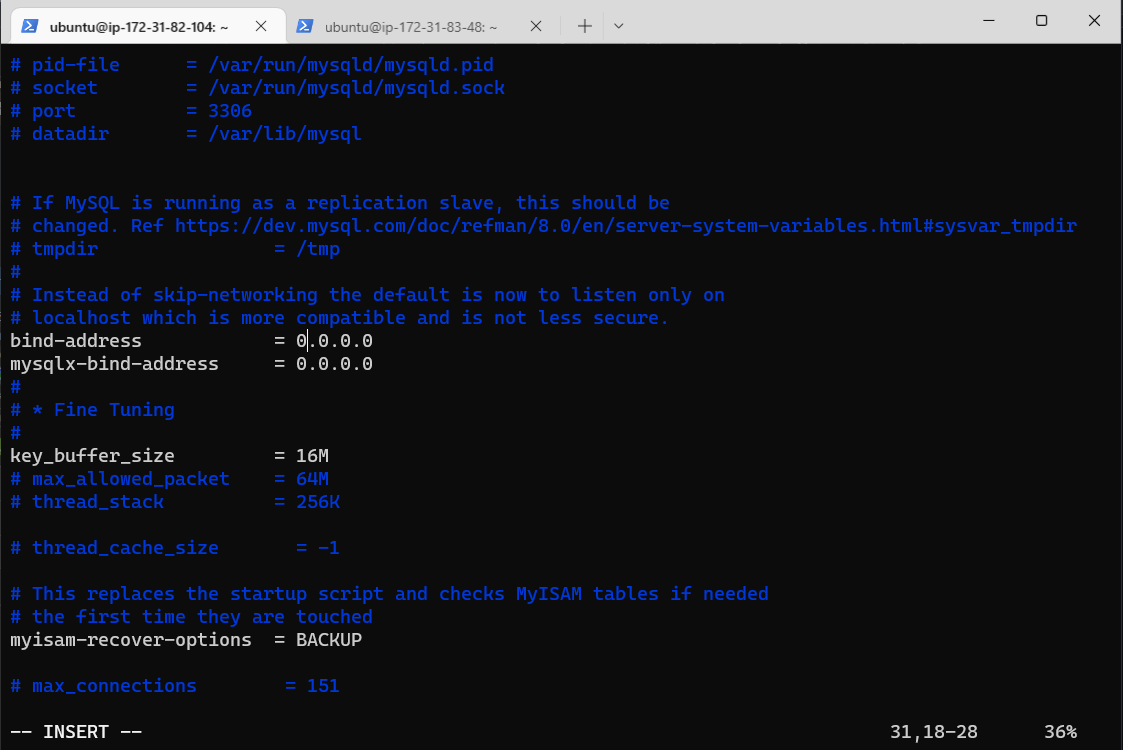 ubuntu@ip-172-31-82-104: ~
ubuntu@ip-172-31-83-48: ~
# pid-file      = /var/run/mysqld/mysqld.pid
# socket        = /var/run/mysqld/mysqld.sock
# port          = 3306
# datadir       = /var/lib/mysql
# If MySQL is running as a replication slave, this should be
# changed. Ref https://dev.mysql.com/doc/refman/8.0/en/server-system-variables.html#sysvar_tmpdir
# tmpdir                = /tmp
#
# Instead of skip-networking the default is now to listen only on
# localhost which is more compatible and is not less secure.
bind-address            = 0.0.0.0
mysqlx-bind-address     = 0.0.0.0
#
# * Fine Tuning
#
key_buffer_size         = 16M
# max_allowed_packet    = 64M
# thread_stack          = 256K
# thread_cache_size       = -1
# This replaces the startup script and checks MyISAM tables if needed
# the first time they are touched
myisam-recover-options  = BACKUP
# max_connections        = 151
-- INSERT --                                                                    31,18-28      36%